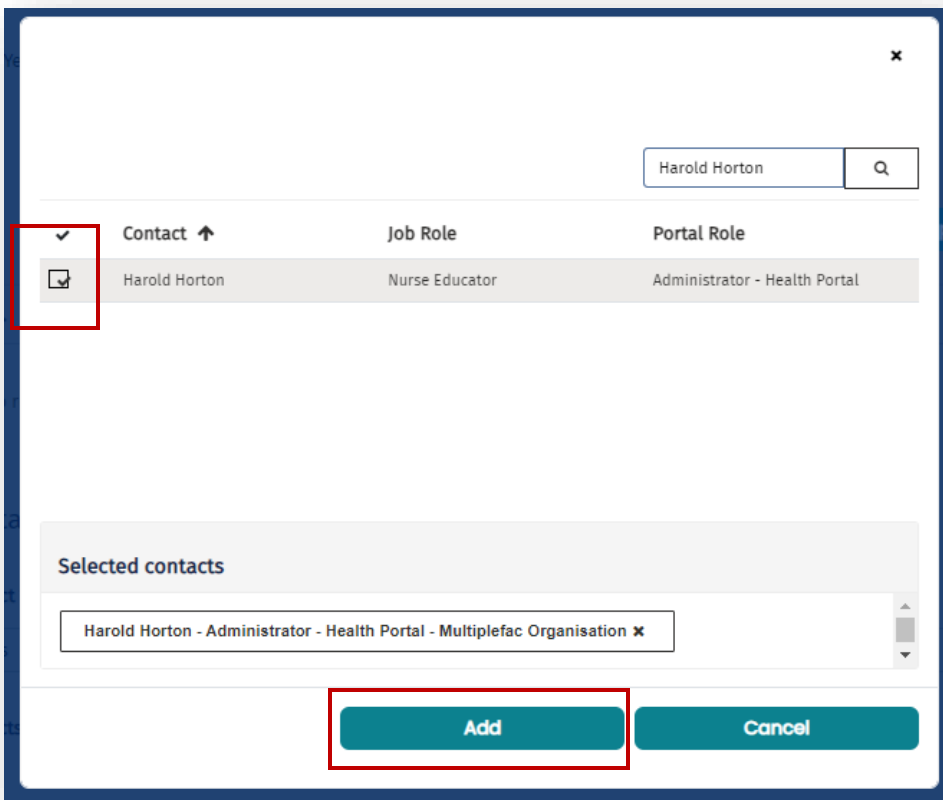 Harold Horton
Contact Job Role Portal Role
Harold Horton Nurse Educator Administrator - Health Portal
Selected contacts
Harold Horton - Administrator - Health Portal - Multiplefac Organisation
Add Cancel